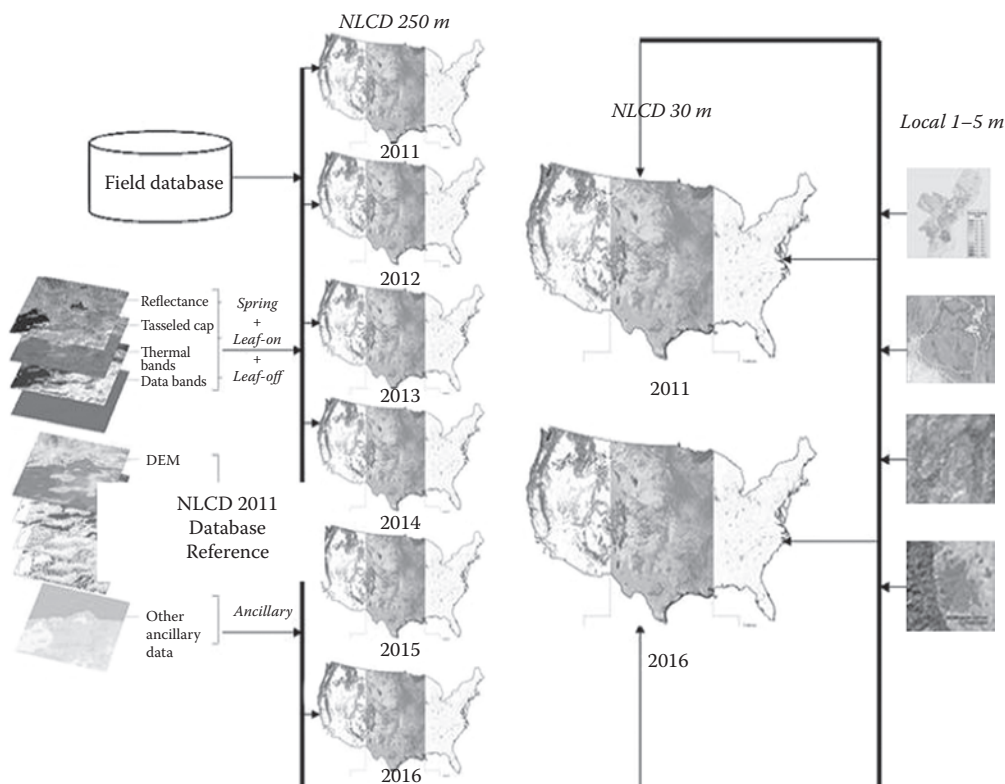 NLCD 250 m
NLCD 30 m
Local 1–5 m
Field database
2011
2012
2013
2014
2015
2016
Reflectance
Tasseled cap
Thermal
bands
Data bands
Spring
+
Leaf-on
+
Leaf-off
DEM
NLCD 2011
Database
Reference
Other
ancillary
data
Ancillary
2011
2016